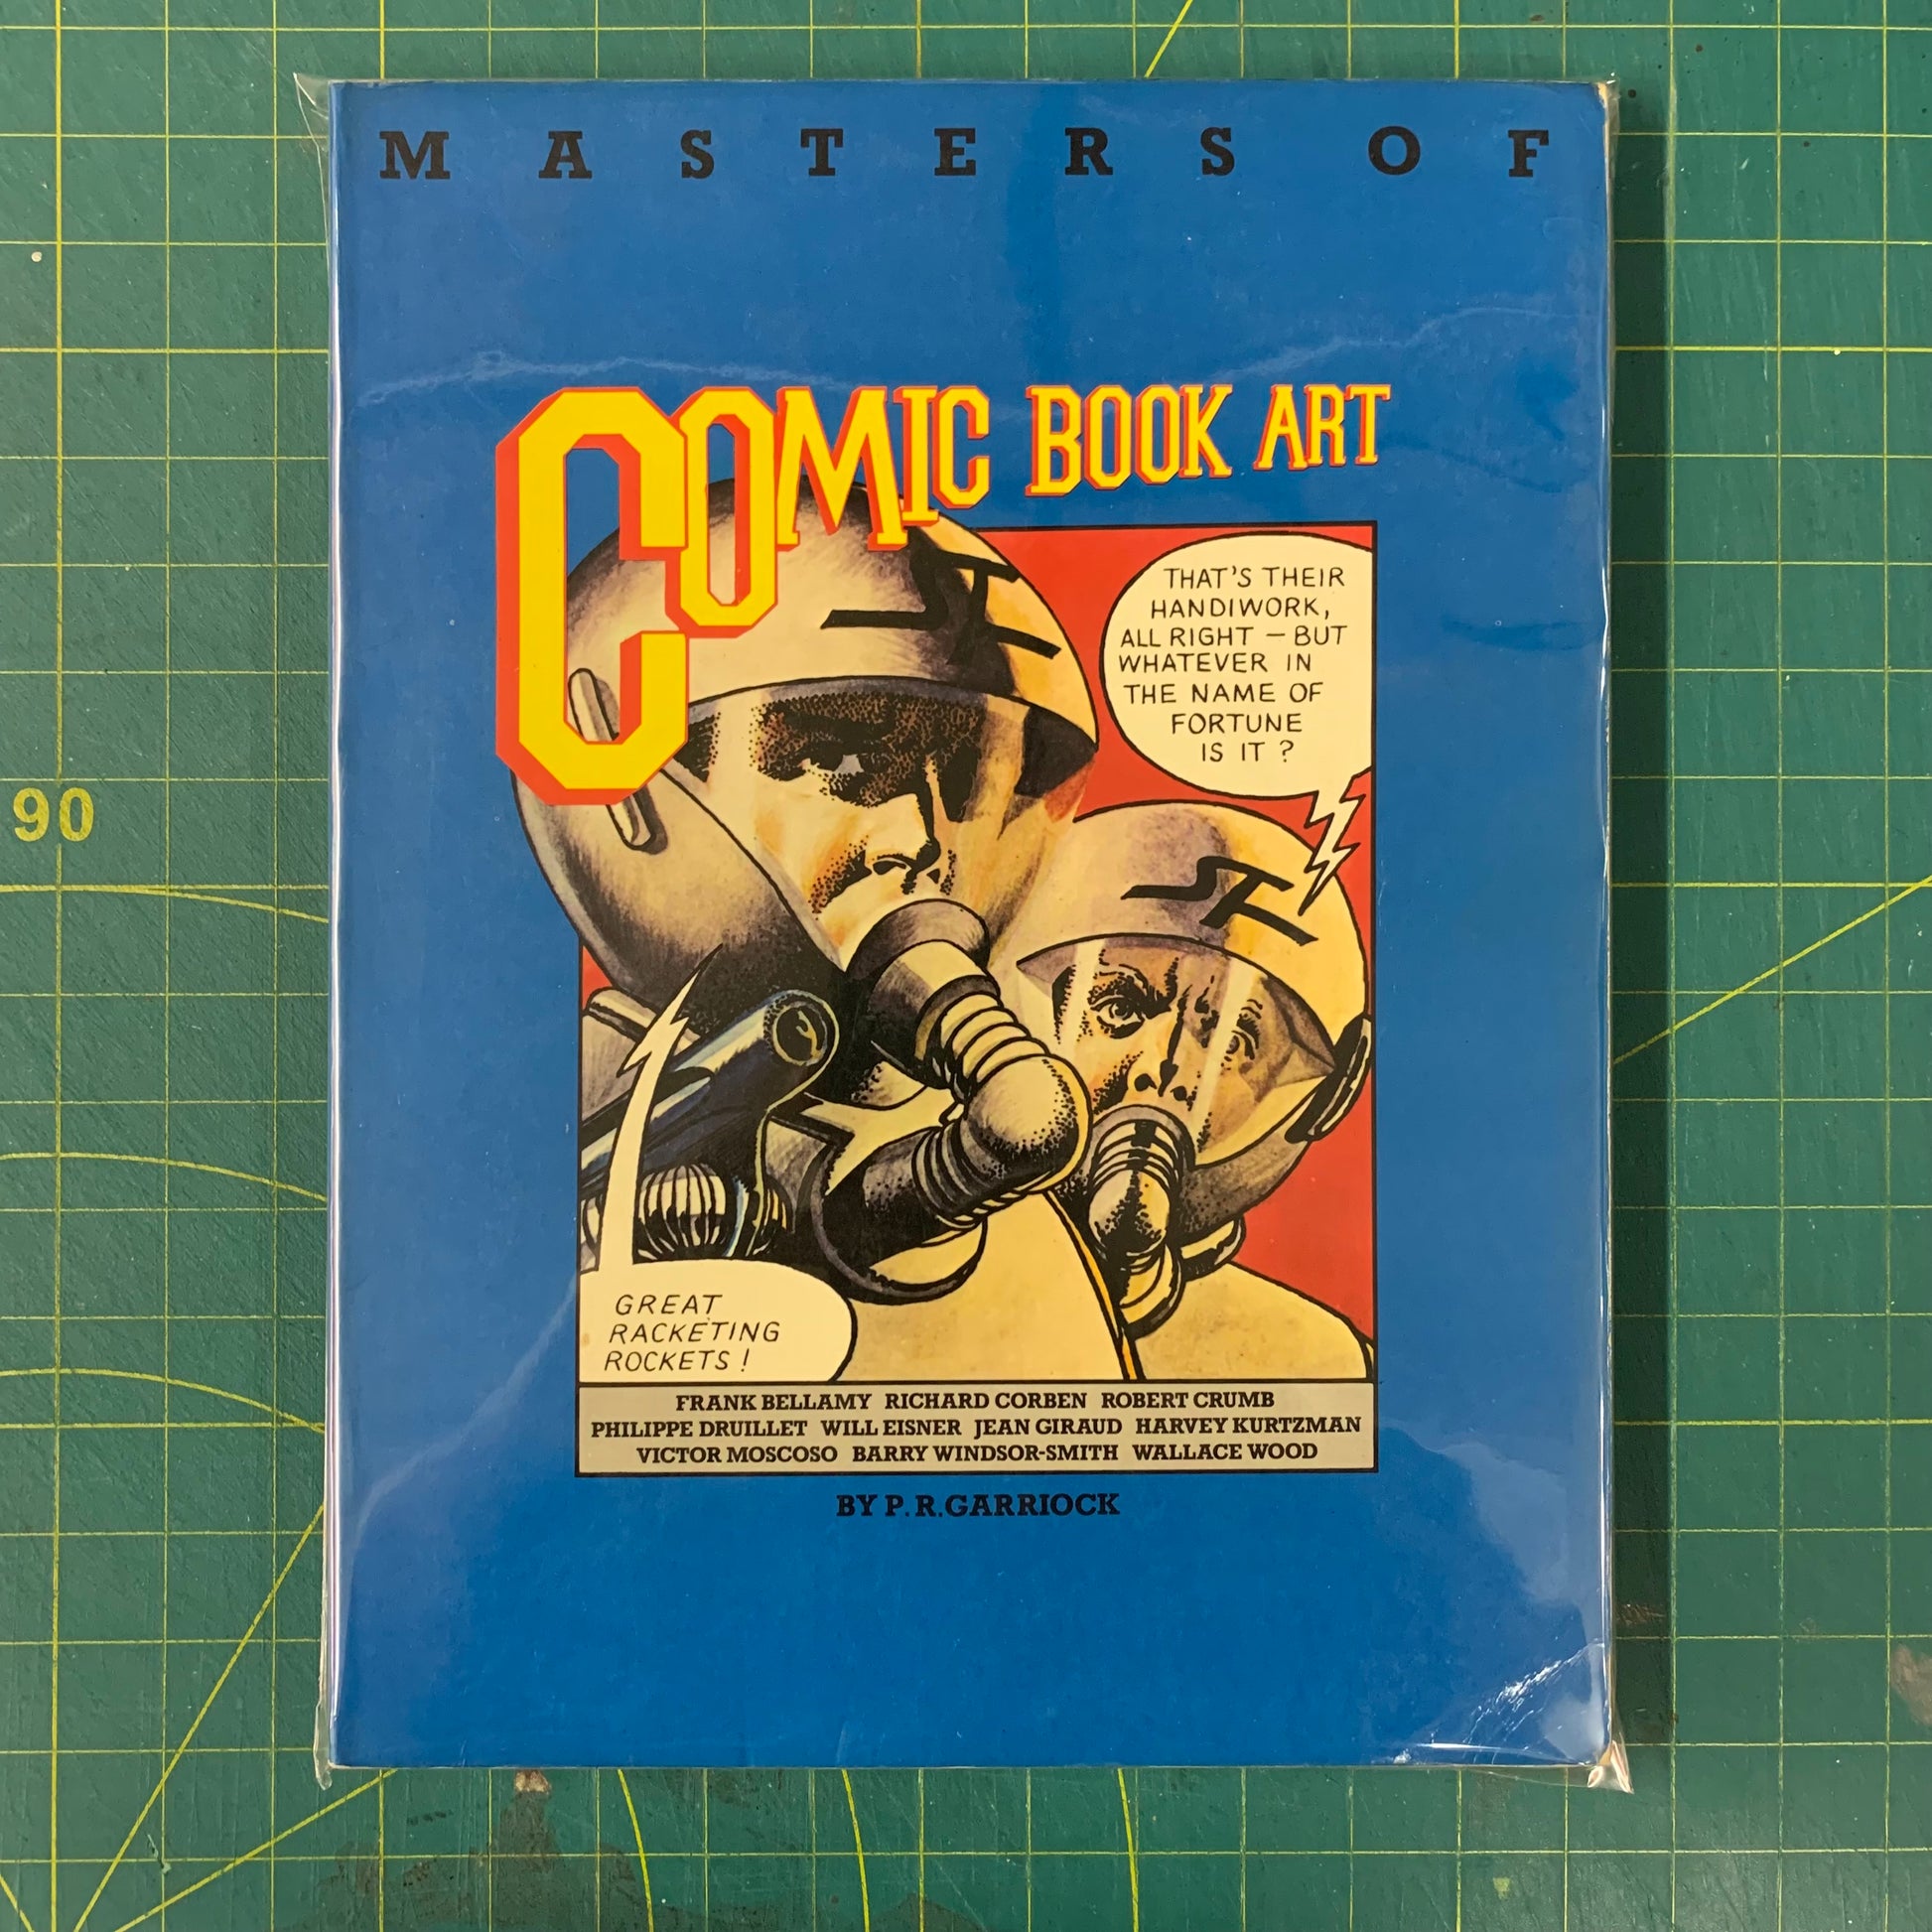 MASTERS OF
COMIC BOOK ART
THAT'S THEIR
HANDIWORK,
ALL RIGHT – BUT
WHATEVER IN
THE NAME OF
FORTUNE
IS IT ?
90
GREAT
RACKETING
ROCKETS !
FRANK BELLAMY RICHARD CORBEN ROBERT CRUMB
PHILIPPE DRUILLET WILL EISNER JEAN GIRAUD HARVEY KURTZMAN
VICTOR MOSCOSO BARRY WINDSOR-SMITH WALLACE WOOD
BY P. R. GARRIOCK